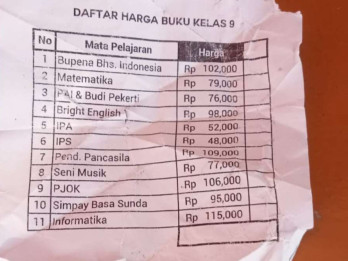 DAFTAR HARGA BUKU KELAS 9
No Mata Pelajaran Harga
1 Bupena Bhs. Indonesia Rp 102,000
2 Matematika Rp 79,000
3 PAI & Budi Pekerti Rp 76,000
4 Bright English Rp 98,000
5 IPA Rp 52,000
6 IPS Rp 48,000
7 Pend. Pancasila Rp 109,000
8 Seni Musik Rp 77,000
9 PJOK Rp 106,000
10 Simpay Basa Sunda Rp 95,000
11 Informatika Rp 115,000